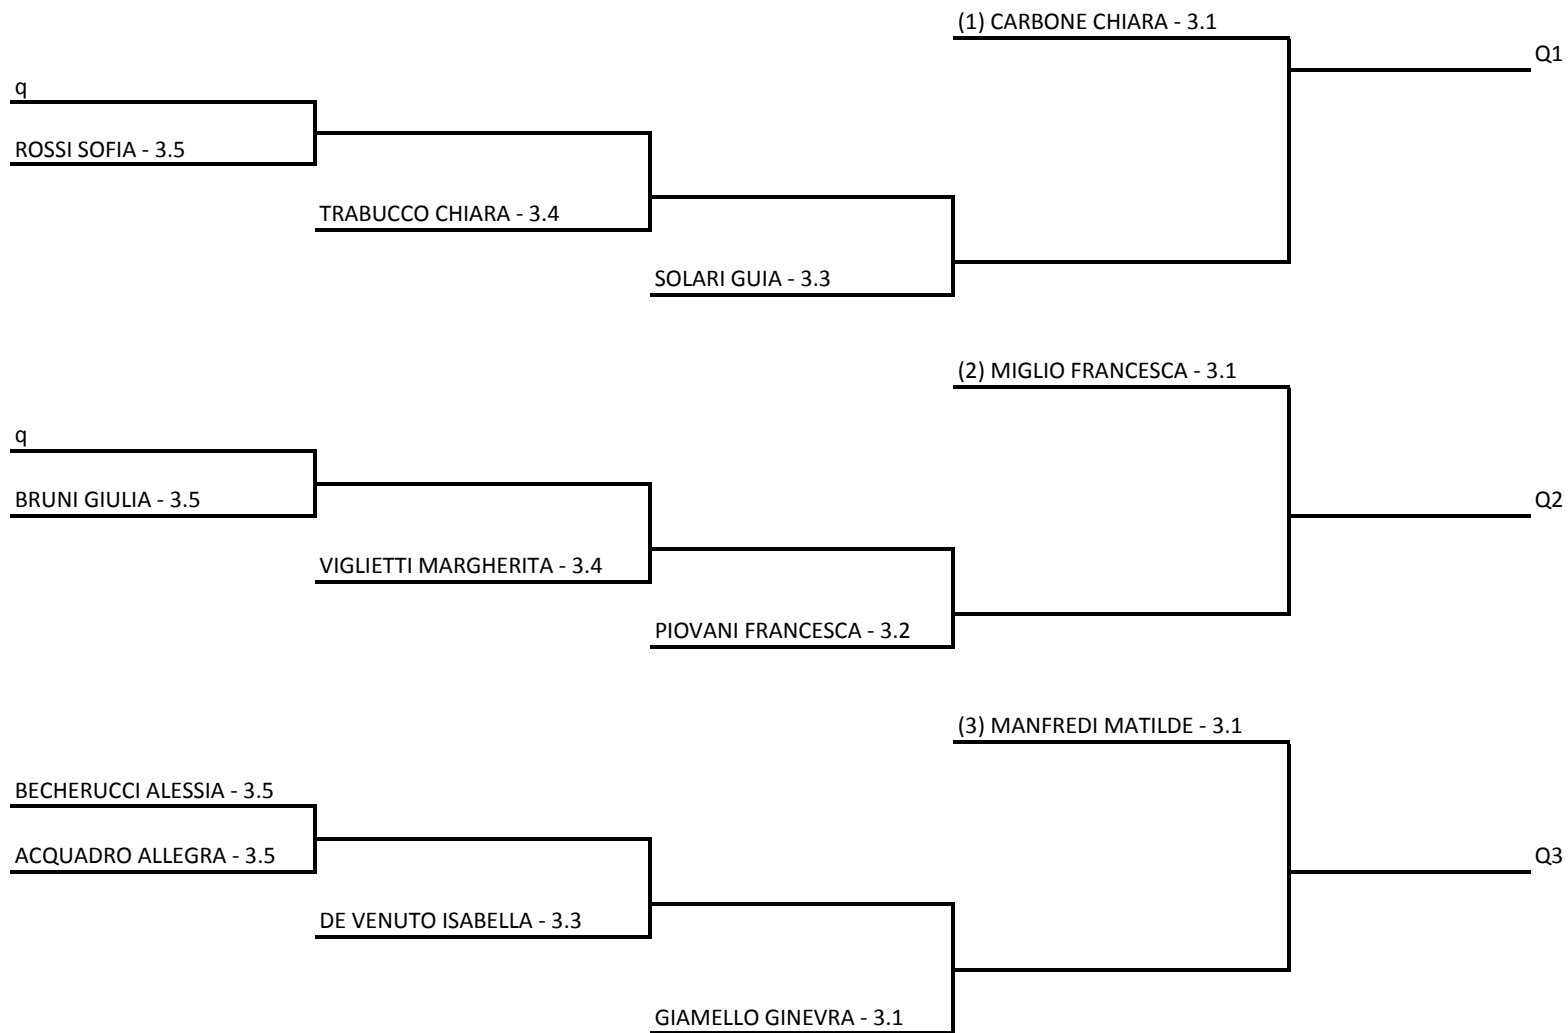 (1) CARBONE CHIARA - 3.1
Q1
q
ROSSI SOFIA - 3.5
TRABUCCO CHIARA - 3.4
SOLARI GUIA - 3.3
(2) MIGLIO FRANCESCA - 3.1
q
BRUNI GIULIA - 3.5
Q2
VIGLIETTI MARGHERITA - 3.4
PIOVANI FRANCESCA - 3.2
(3) MANFREDI MATILDE - 3.1
BECHERUCCI ALESSIA - 3.5
ACQUADRO ALLEGRA - 3.5
Q3
DE VENUTO ISABELLA - 3.3
GIAMELLO GINEVRA - 3.1